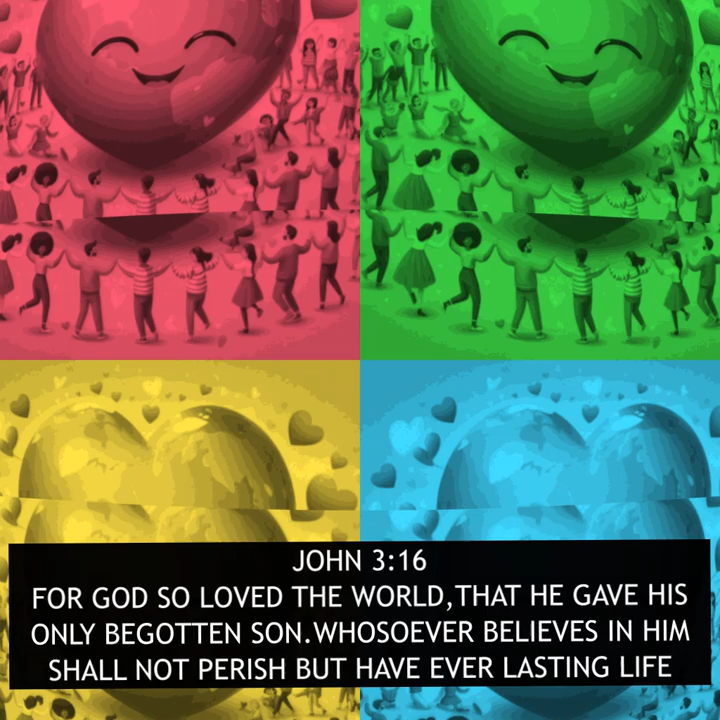 JOHN 3:16
FOR GOD SO LOVED THE WORLD,THAT HE GAVE HIS
ONLY BEGOTTEN SON.WHOSOEVER BELIEVES IN HIM
SHALL NOT PERISH BUT HAVE EVER LASTING LIFE